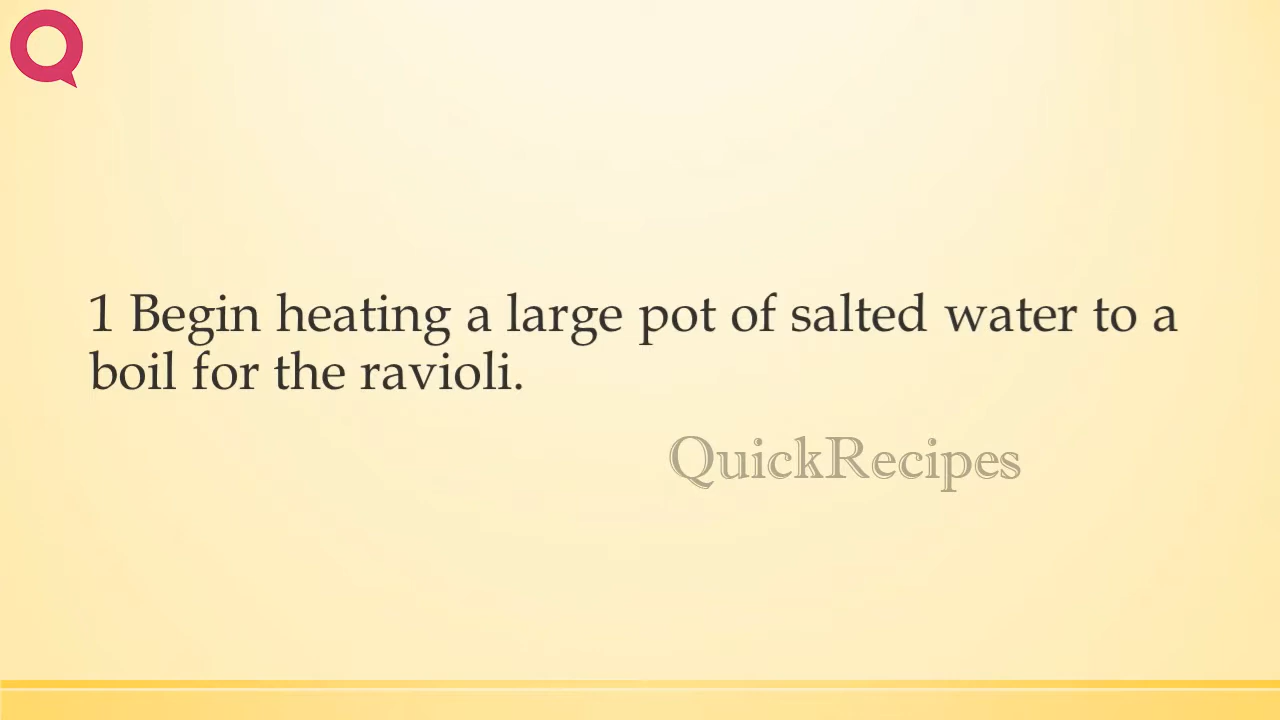 1 Begin heating a large pot of salted water to a
boil for the ravioli.
QuickRecipes